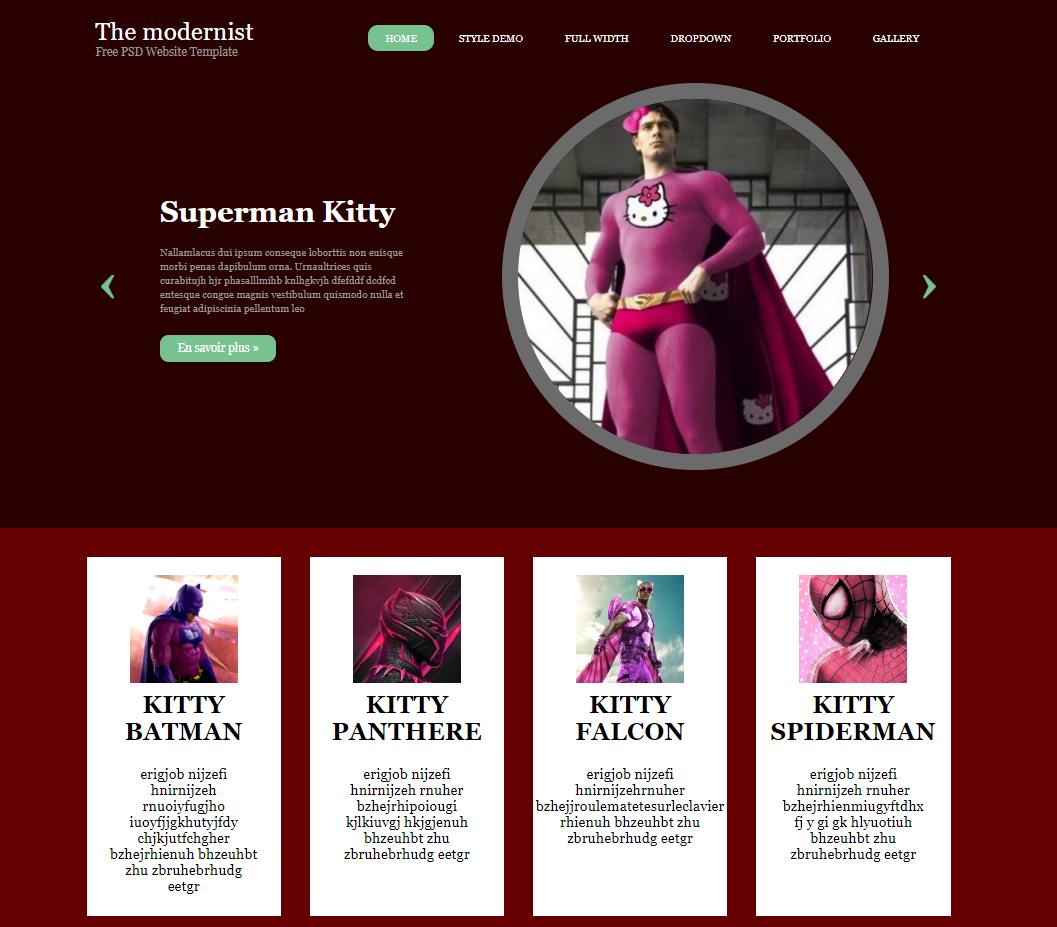 The modernist
Free PSD Website Template
HOME STYLE DEMO FULL WIDTH DROPDOWN PORTFOLIO GALLERY
Superman Kitty
Nallamlacus dui ipsum conseque loborttis non euisque
morbi penas dapibulum orna. Urnaultrices quis
curabitujh hjr phasalllmihb knlhgkvjh dfefddf dcdfcd
entesque congue magnis vestibulum quismodo nulla et
feugiat adipiscinia pellentum leo
En savoir plus »
KITTY
BATMAN
erigjob nijzefi
hnirnijzeh
rnuoiyfugjho
iuoyfjjgkhutyjfdy
chjkjutfchgher
bzhejrhienuh bhzeuhbt
zhu zbruhebrhudg
eetgr
KITTY
PANTHERE
erigjob nijzefi
hnirnijzeh rnuher
bzhejrhipoiougi
kjlkiuvgj hkjgjenuh
bhzeuhbt zhu
zbruhebrhudg eetgr
KITTY
FALCON
erigjob nijzefi
hnirnijzehrnuher
bzhejjroulematetesurleclavier
rhienuh bhzeuhbt zhu
zbruhebrhudg eetgr
KITTY
SPIDERMAN
erigjob nijzefi
hnirnijzeh rnuher
bzhejrhienmiugyftdhx
fj y gi gk hlyuotiuh
bhzeuhbt zhu
zbruhebrhudg eetgr